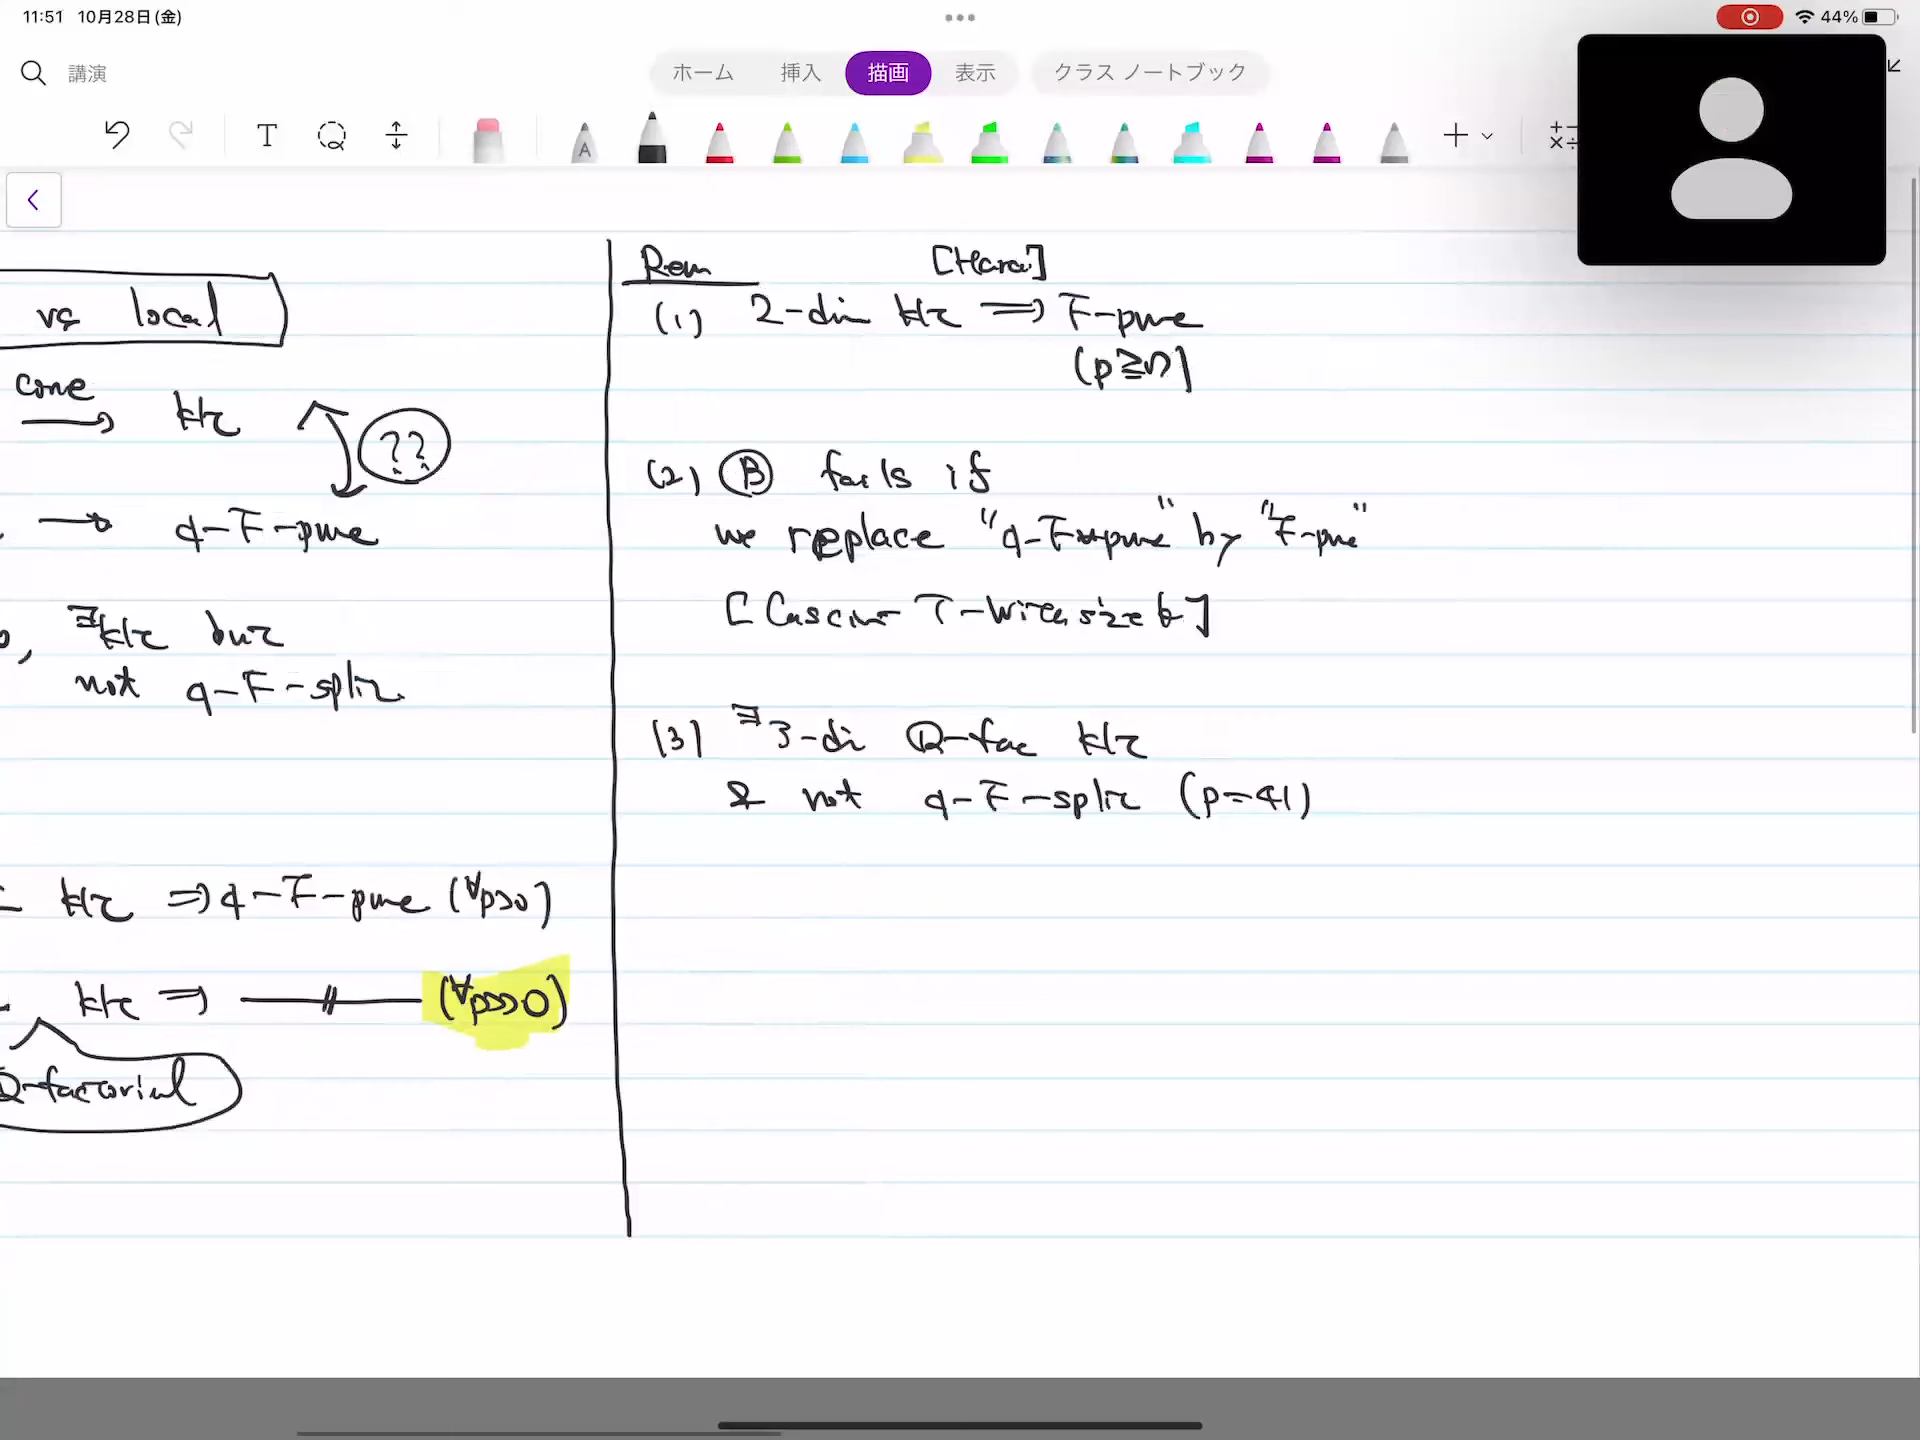 11:51 10月28日(金)
44%
講演
ホーム 挿入 描画 表示 クラス ノートブック
vs local
cone
→ klt
??
→ q-F-pure
∃klt but
not q-F-split
klt ⇒ q-F-pure (∀p>0)
klt ⇒ —〃— (∀p>>0)
Q-factorial
Rem [Hara]
(1) 2-dim klt ⇒ F-pure
(p≧7)
(2) Ⓑ fails if
we replace "q-F-pure" by "F-pure"
[Cascini-T-Witaszek]
(3) ∃3-di Q-fac klt
& not q-F-split (p=41)